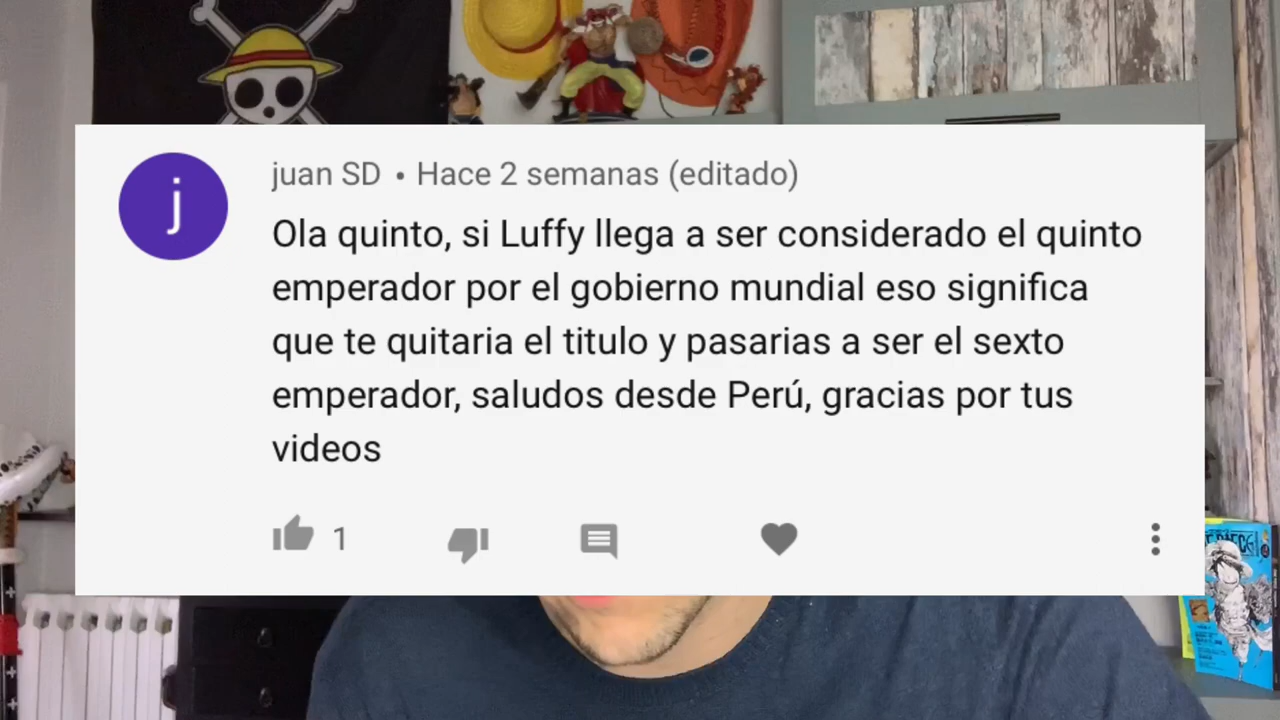 j
juan SD • Hace 2 semanas (editado)
Ola quinto, si Luffy llega a ser considerado el quinto
emperador por el gobierno mundial eso significa
que te quitaria el titulo y pasarias a ser el sexto
emperador, saludos desde Perú, gracias por tus
videos
1